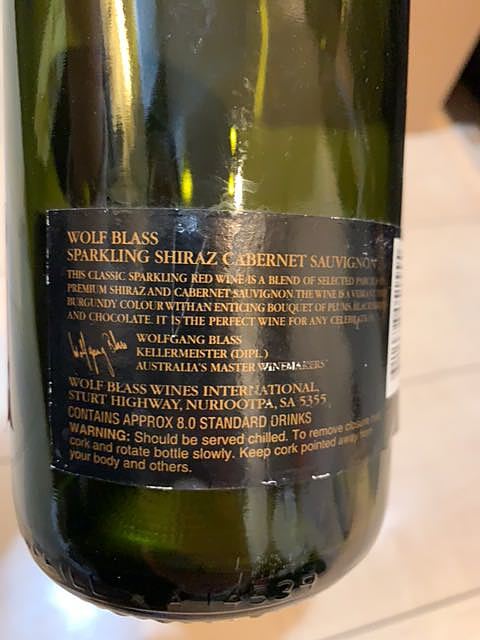 WOLF BLASS
SPARKLING SHIRAZ CABERNET SAUVIGNON
THIS CLASSIC SPARKLING RED WINE IS A BLEND OF SELECTED
PREMIUM SHIRAZ AND CABERNET SAUVIGNON. THE WINE IS A
BURGUNDY COLOUR WITH AN ENTICING BOUQUET OF PLUMS,
AND CHOCOLATE. IT IS THE PERFECT WINE FOR ANY
Wolfgang Blass
WOLFGANG BLASS
KELLERMEISTER (DIPL)
AUSTRALIA'S MASTER WINEMAKERS
WOLF BLASS WINES INTERNATIONAL,
STURT HIGHWAY, NURIOOTPA, SA 5355
CONTAINS APPROX 8.0 STANDARD DRINKS
WARNING: Should be served chilled. To remove closure
cork and rotate bottle slowly. Keep cork pointed away from
your body and others.